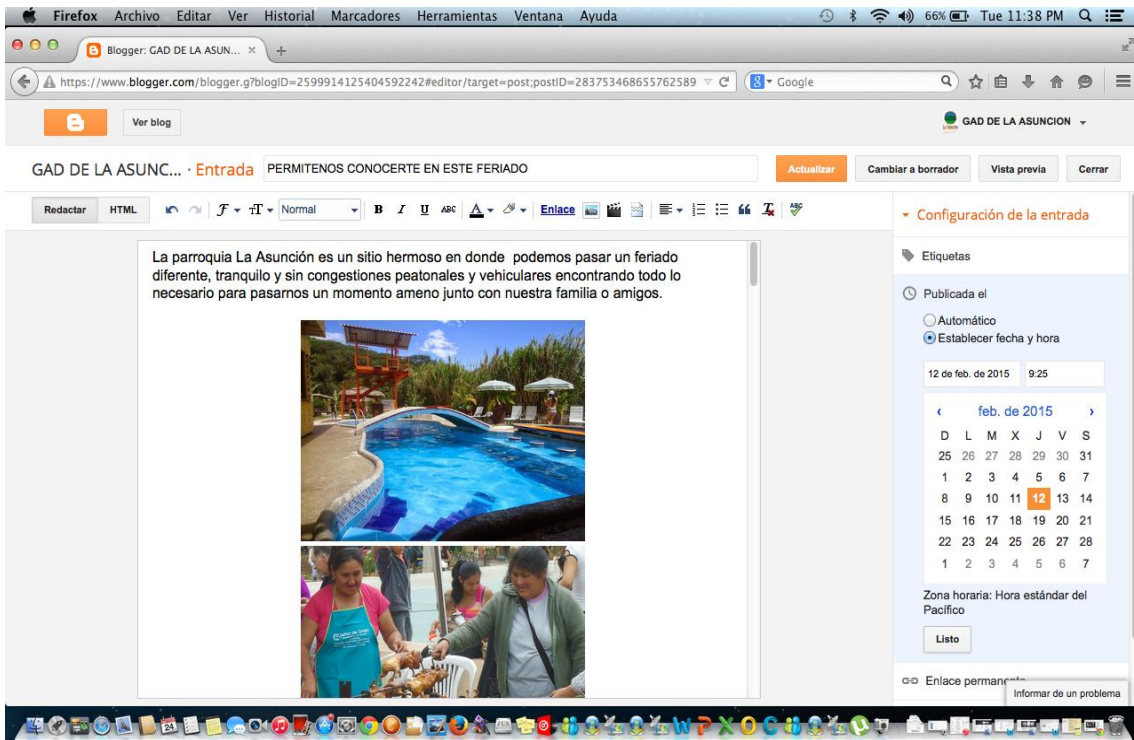 Firefox Archivo Editar Ver Historial Marcadores Herramientas Ventana Ayuda 66% Tue 11:38 PM
Blogger: GAD DE LA ASUN...
https://www.blogger.com/blogger.g?blogID=2599914125404592242#editor/target=post;postID=283753468655762589 Google
Ver blog GAD DE LA ASUNCION
GAD DE LA ASUNC... · Entrada PERMITENOS CONOCERTE EN ESTE FERIADO Actualizar Cambiar a borrador Vista previa Cerrar
Redactar HTML Normal B I U ABC A Enlace ABC
Configuración de la entrada
La parroquia La Asunción es un sitio hermoso en donde podemos pasar un feriado
diferente, tranquilo y sin congestiones peatonales y vehiculares encontrando todo lo
necesario para pasarnos un momento ameno junto con nuestra familia o amigos.
Etiquetas
Publicada el
Automático
Establecer fecha y hora
12 de feb. de 2015 9:25
feb. de 2015
D L M X J V S
25 26 27 28 29 30 31
1 2 3 4 5 6 7
8 9 10 11 12 13 14
15 16 17 18 19 20 21
22 23 24 25 26 27 28
1 2 3 4 5 6 7
Zona horaria: Hora estándar del
Pacífico
Listo
Enlace permanente
Informar de un problema